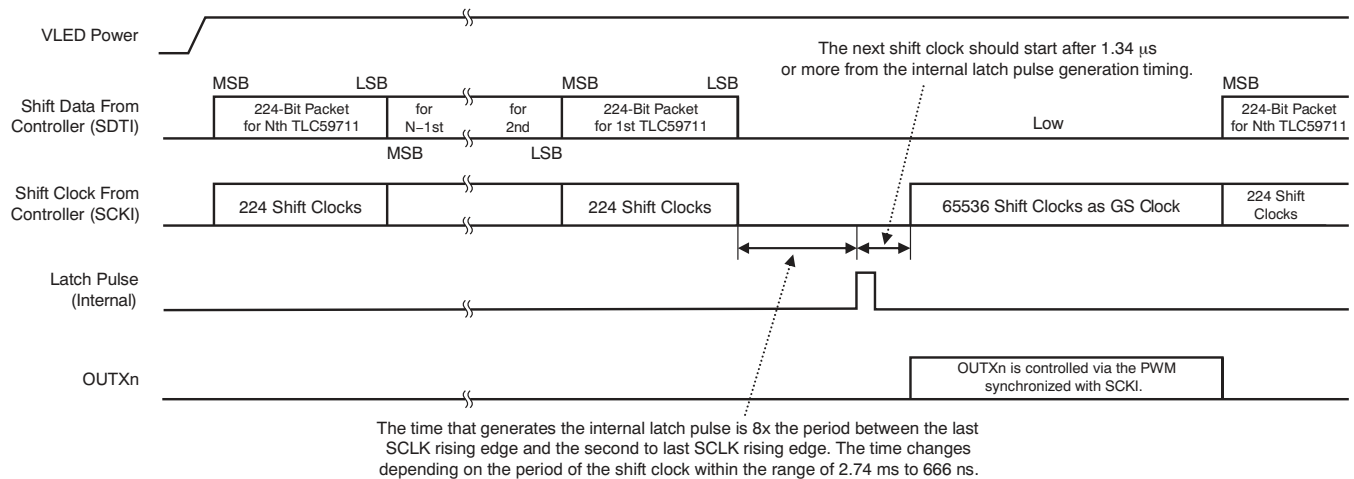 VLED Power
The next shift clock should start after 1.34 μs
or more from the internal latch pulse generation timing.
MSB LSB MSB LSB MSB
Shift Data From
Controller (SDTI)
224-Bit Packet
for Nth TLC59711
for
N−1st
for
2nd
224-Bit Packet
for 1st TLC59711
Low
224-Bit Packet
for Nth TLC59711
MSB LSB
Shift Clock From
Controller (SCKI)
224 Shift Clocks
224 Shift Clocks
65536 Shift Clocks as GS Clock
224 Shift
Clocks
Latch Pulse
(Internal)
OUTXn
OUTXn is controlled via the PWM
synchronized with SCKI.
The time that generates the internal latch pulse is 8x the period between the last
SCLK rising edge and the second to last SCLK rising edge. The time changes
depending on the period of the shift clock within the range of 2.74 ms to 666 ns.